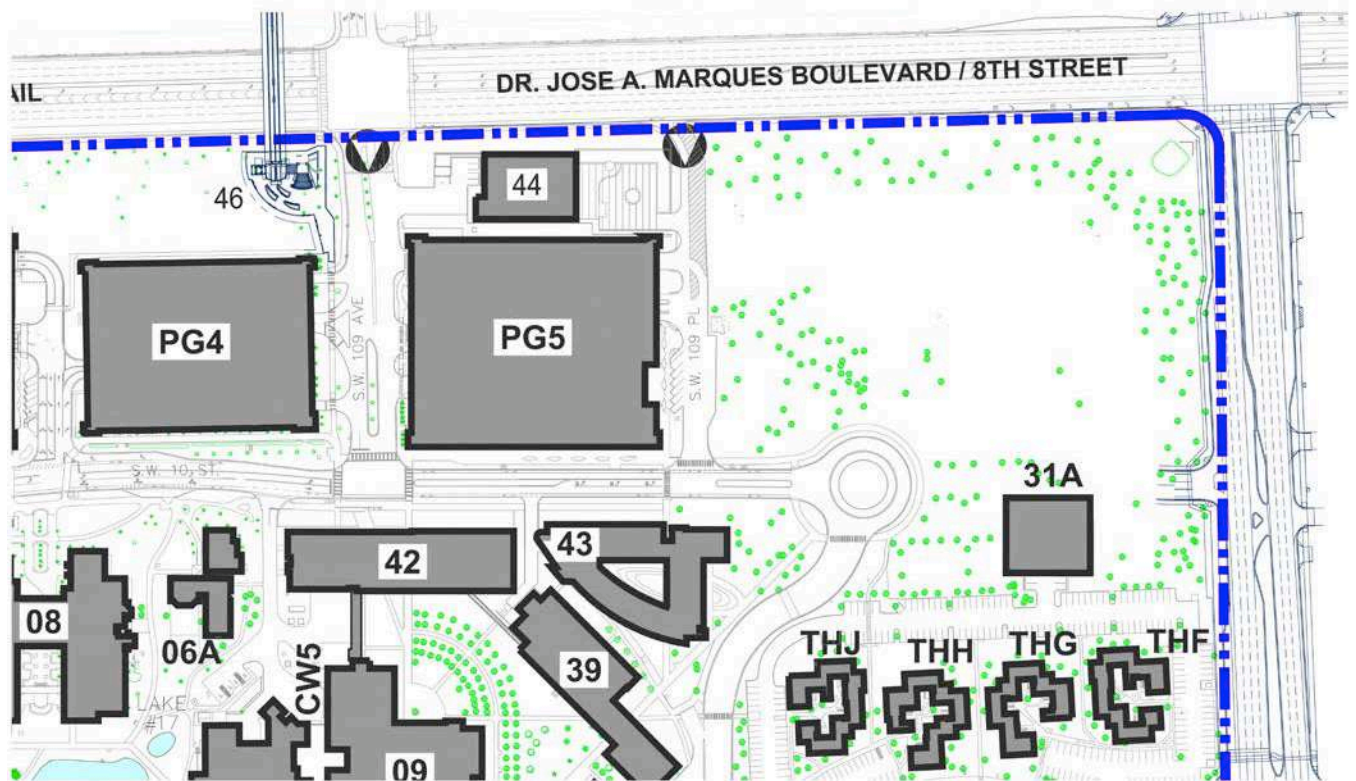 AIL
DR. JOSE A. MARQUES BOULEVARD / 8TH STREET
46
44
PG4
PG5
S.W. 109 AVE
S.W. 109 PL
S.W. 10 ST.
31A
42
43
08
06A
CW5
39
THJ
THH
THG
THF
LAKE
#17
09